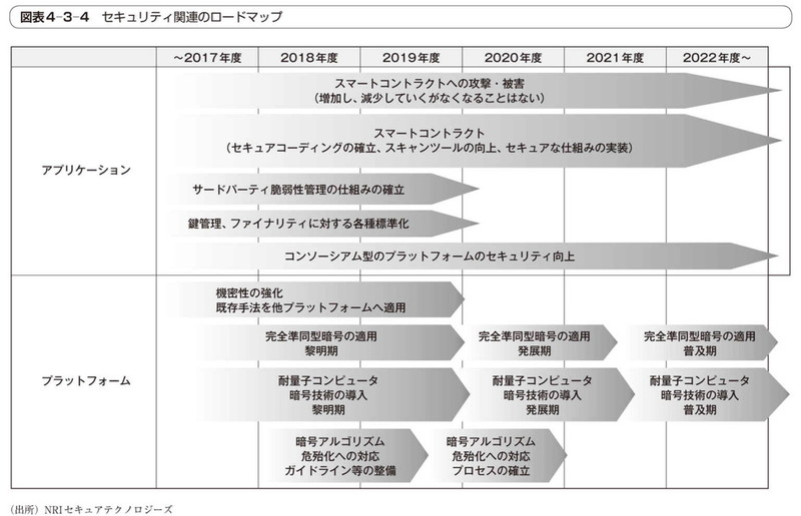 図表4-3-4 セキュリティ関連のロードマップ
～2017年度 2018年度 2019年度 2020年度 2021年度 2022年度～
アプリケーション
スマートコントラクトへの攻撃・被害
（増加し、減少していくがなくなることはない）
スマートコントラクト
（セキュアコーディングの確立、スキャンツールの向上、セキュアな仕組みの実装）
サードパーティ脆弱性管理の仕組みの確立
鍵管理、ファイナリティに対する各種標準化
コンソーシアム型のプラットフォームのセキュリティ向上
プラットフォーム
機密性の強化
既存手法を他プラットフォームへ適用
完全準同型暗号の適用
黎明期
完全準同型暗号の適用
発展期
完全準同型暗号の適用
普及期
耐量子コンピュータ
暗号技術の導入
黎明期
耐量子コンピュータ
暗号技術の導入
発展期
耐量子コンピュータ
暗号技術の導入
普及期
暗号アルゴリズム
危殆化への対応
ガイドライン等の整備
暗号アルゴリズム
危殆化への対応
プロセスの確立
（出所）NRIセキュアテクノロジーズ